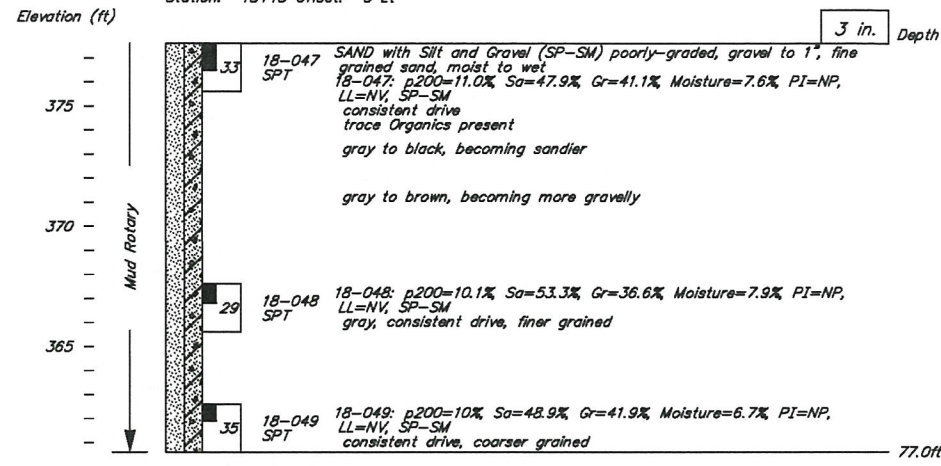 Elevation (ft)
3 in.
Depth
33
18-047
SPT
SAND with Silt and Gravel (SP-SM) poorly-graded, gravel to 1", fine
grained sand, moist to wet
18-047: p200=11.0%, Sa=47.9%, Gr=41.1%, Moisture=7.6%, PI=NP,
LL=NV, SP-SM
consistent drive
trace Organics present
375
gray to black, becoming sandier
gray to brown, becoming more gravelly
370
Mud Rotary
29
18-048
SPT
18-048: p200=10.1%, Sa=53.3%, Gr=36.6%, Moisture=7.9%, PI=NP,
LL=NV, SP-SM
gray, consistent drive, finer grained
365
35
18-049
SPT
18-049: p200=10%, Sa=48.9%, Gr=41.9%, Moisture=6.7%, PI=NP,
LL=NV, SP-SM
consistent drive, coarser grained
77.0ft